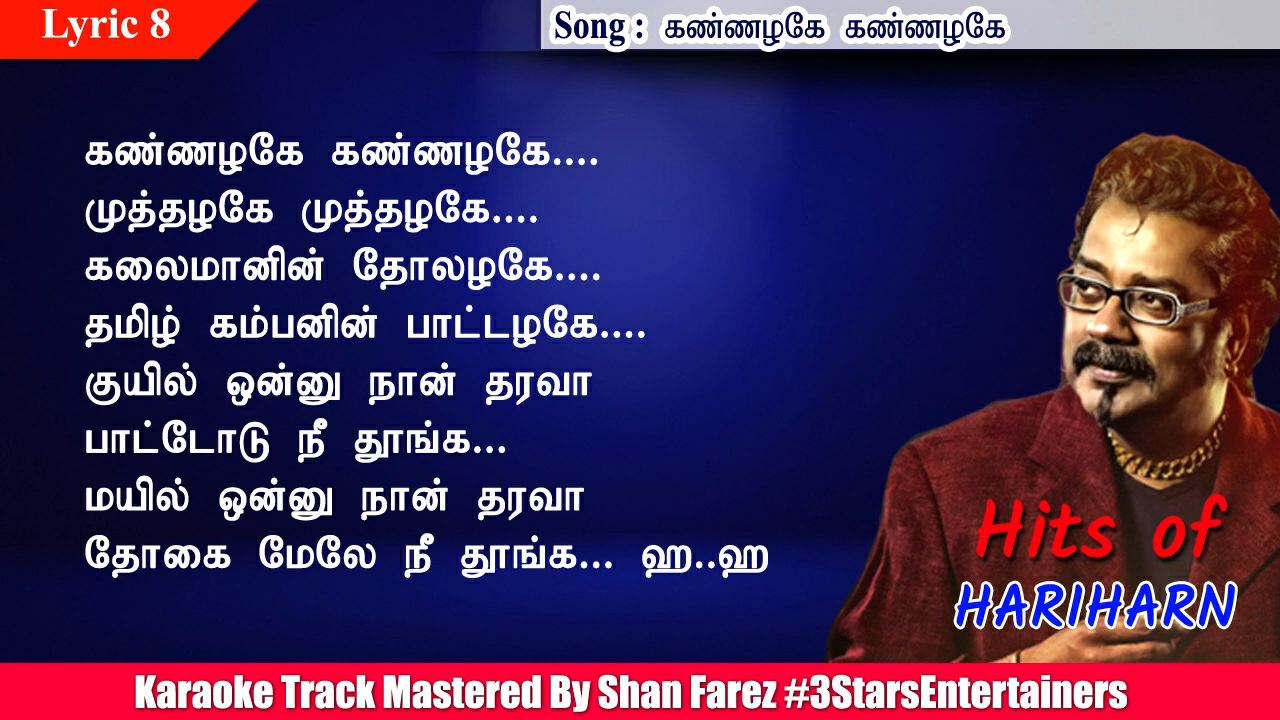 Lyric 8
Song : கண்ணழகே கண்ணழகே
கண்ணழகே கண்ணழகே....
முத்தழகே முத்தழகே....
கலைமானின் தோலழகே....
தமிழ் கம்பனின் பாட்டழகே....
குயில் ஒன்னு நான் தரவா
பாட்டோடு நீ தூங்க...
மயில் ஒன்னு நான் தரவா
தோகை மேலே நீ தூங்க... ஹ..ஹ
Hits of
HARIHARN
Karaoke Track Mastered By Shan Farez #3StarsEntertainers